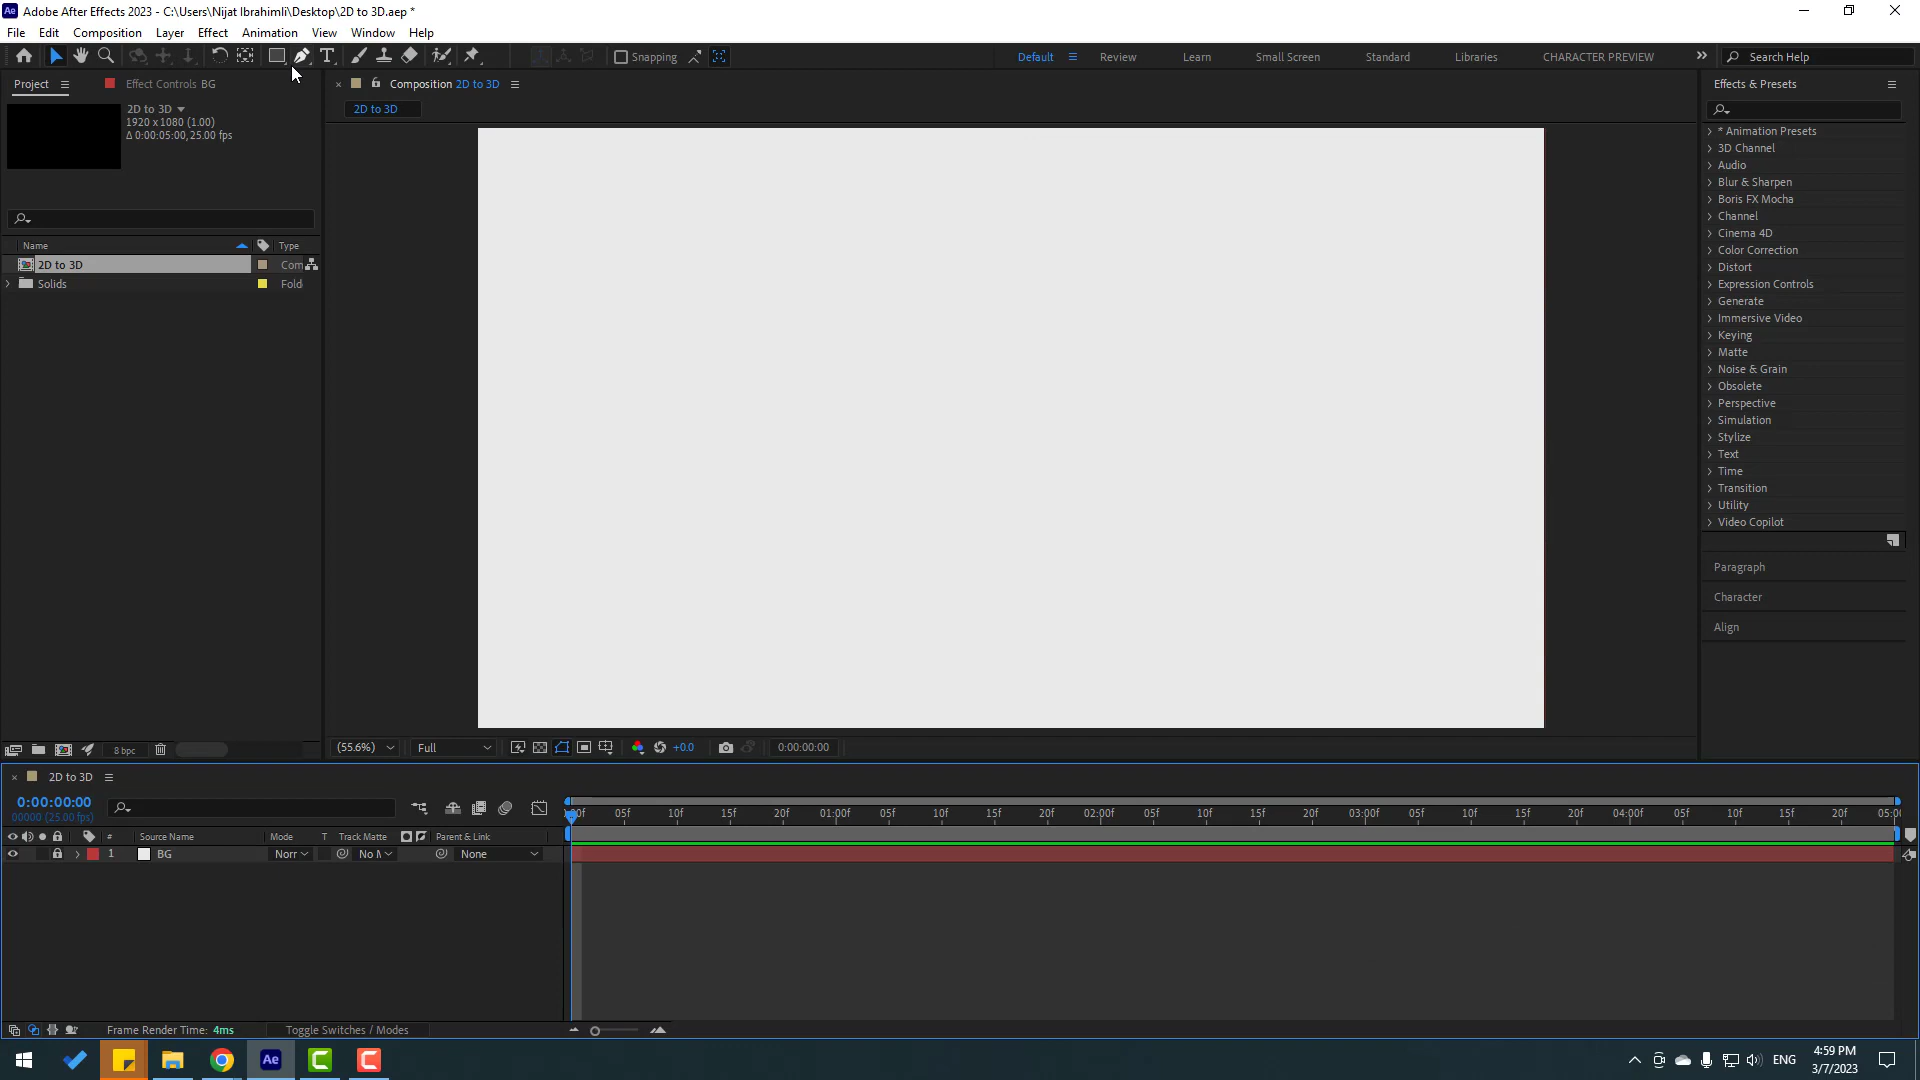 Adobe After Effects 2023 - C:\Users\Nijat Ibrahimli\Desktop\2D to 3D.aep *
File Edit Composition Layer Effect Animation View Window Help
Snapping Default Review Learn Small Screen Standard Libraries CHARACTER PREVIEW Search Help
Project Effect Controls BG
2D to 3D
1920 x 1080 (1.00)
Δ 0:00:05:00, 25.00 fps
Name Type
2D to 3D Com
Solids Fold
8 bpc
Composition 2D to 3D
2D to 3D
(55.6%) Full +0.0 0:00:00:00
Effects & Presets
* Animation Presets
3D Channel
Audio
Blur & Sharpen
Boris FX Mocha
Channel
Cinema 4D
Color Correction
Distort
Expression Controls
Generate
Immersive Video
Keying
Matte
Noise & Grain
Obsolete
Perspective
Simulation
Stylize
Text
Time
Transition
Utility
Video Copilot
Paragraph
Character
Align
2D to 3D
0:00:00:00
00000 (25.00 fps)
# Source Name Mode T Track Matte Parent & Link
1 BG Norr No M None
:00f 05f 10f 15f 20f 01:00f 05f 10f 15f 20f 02:00f 05f 10f 15f 20f 03:00f 05f 10f 15f 20f 04:00f 05f 10f 15f 20f 05:00
Frame Render Time: 4ms Toggle Switches / Modes
Ae
ENG
4:59 PM
3/7/2023